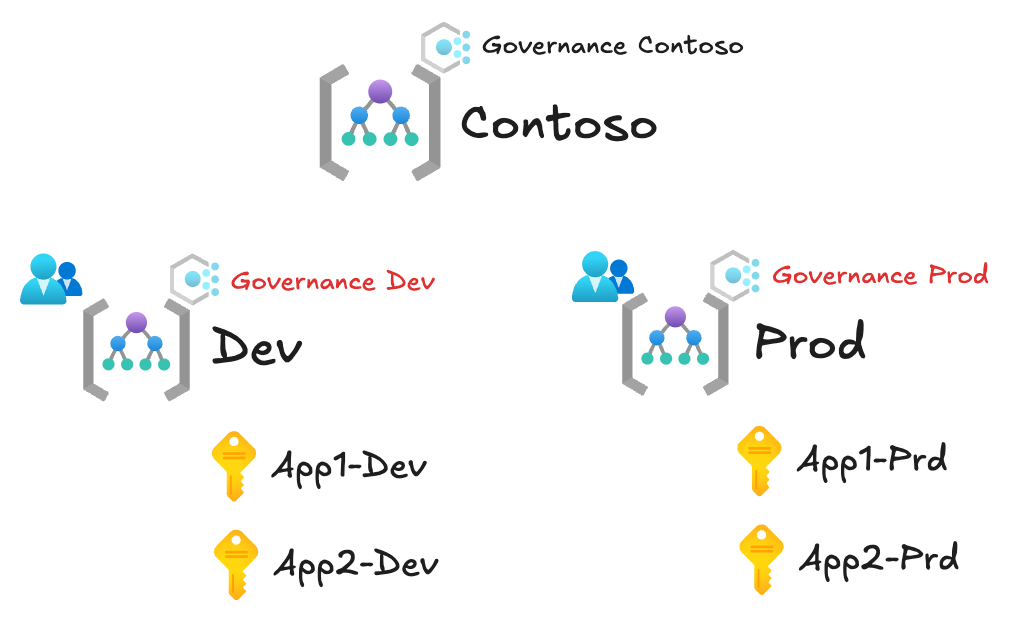 Governance Contoso
Contoso
Governance Dev
Dev
App1-Dev
App2-Dev
Governance Prod
Prod
App1-Prd
App2-Prd